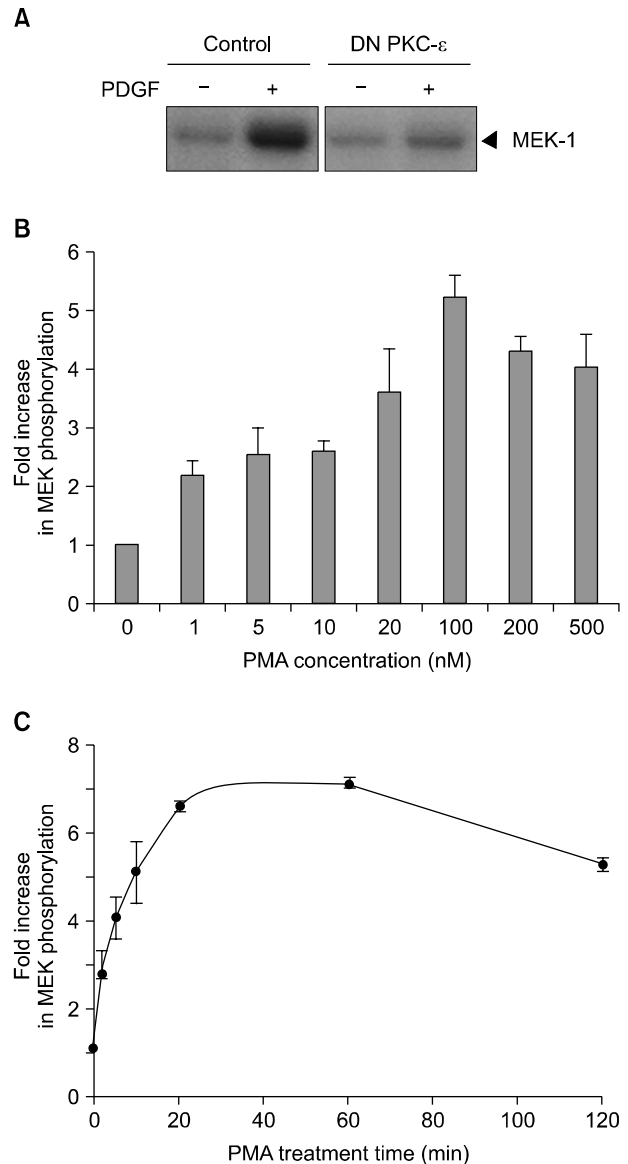 A
Control DN PKC-ε
PDGF − + − +
MEK-1
B
Fold increase
in MEK phosphorylation
6
5
4
3
2
1
0
0 1 5 10 20 100 200 500
PMA concentration (nM)
C
Fold increase
in MEK phosphorylation
8
6
4
2
0
0 20 40 60 80 100 120
PMA treatment time (min)